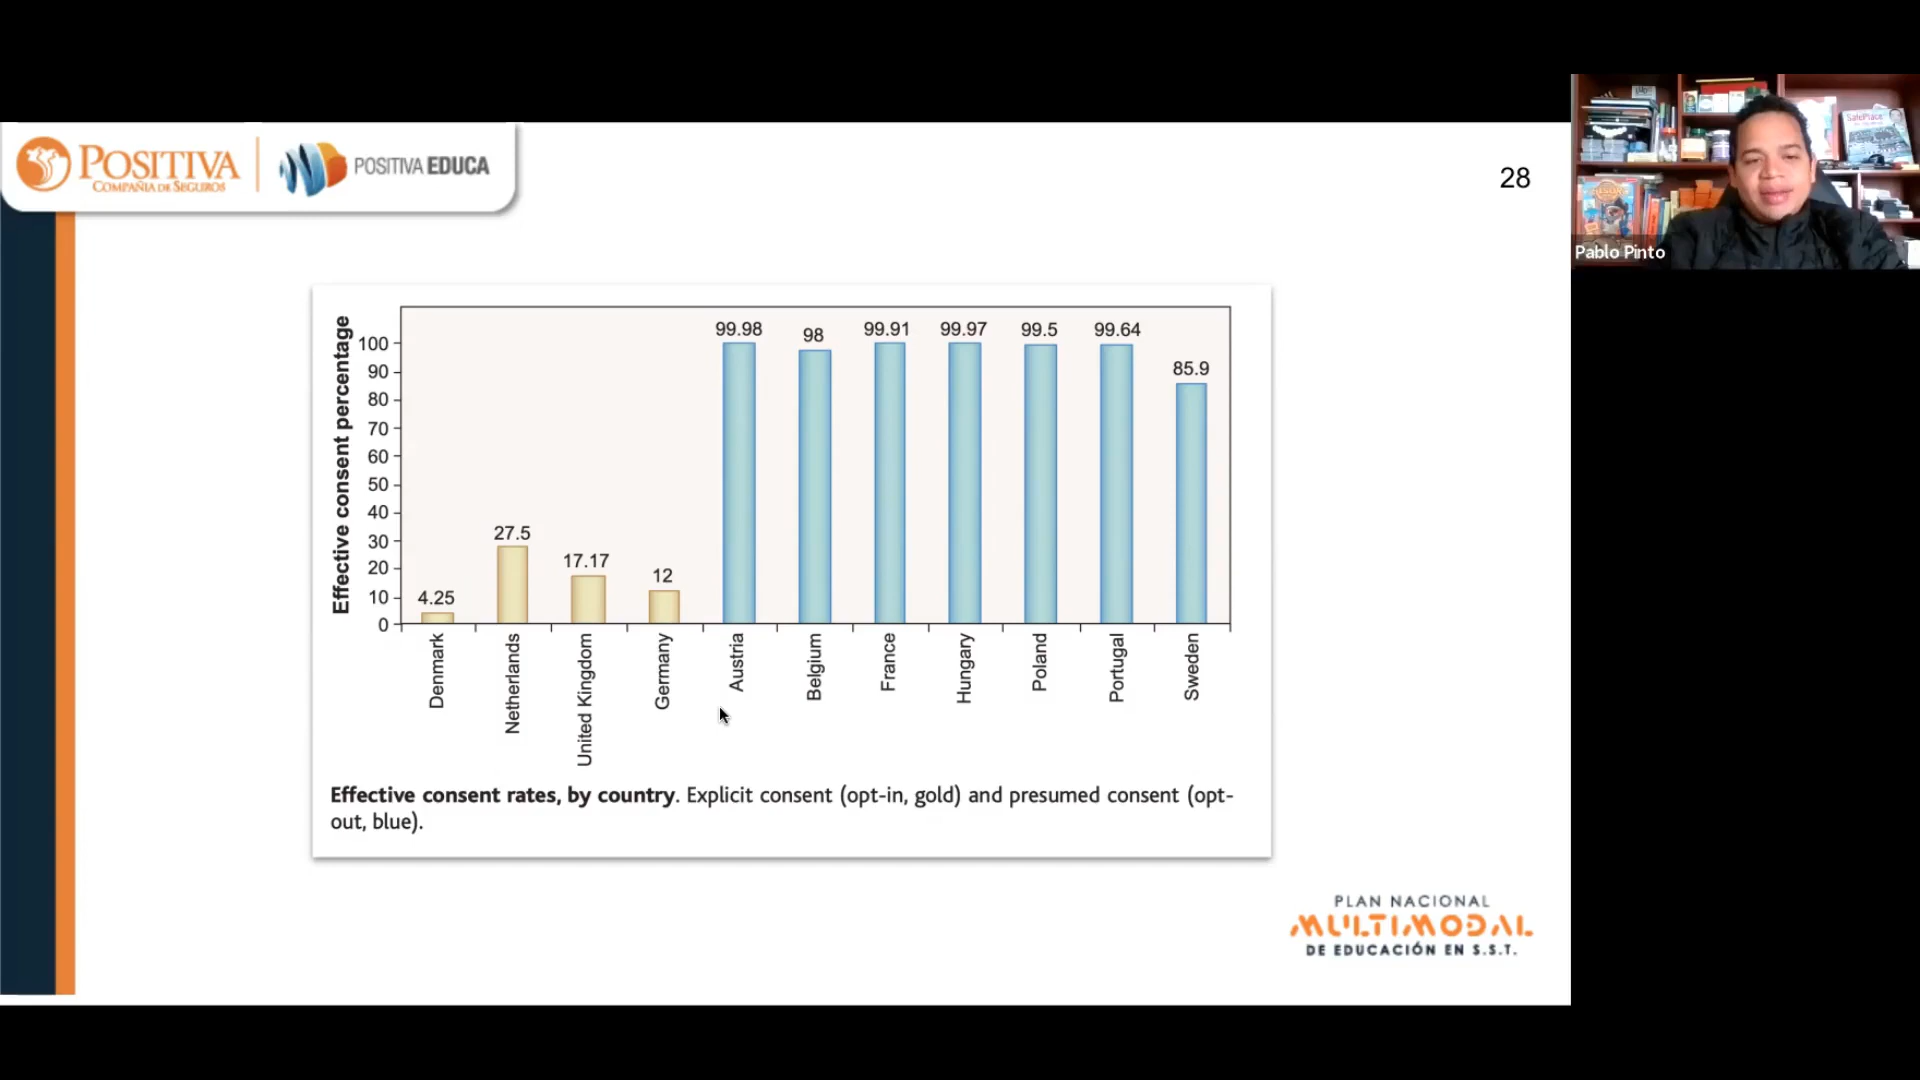 POSITIVA
COMPAÑIA DE SEGUROS
POSITIVA EDUCA
28
SafePlace
Pablo Pinto
Effective consent percentage
100
90
80
70
60
50
40
30
20
10
0
4.25
27.5
17.17
12
99.98
98
99.91
99.97
99.5
99.64
85.9
Denmark
Netherlands
United Kingdom
Germany
Austria
Belgium
France
Hungary
Poland
Portugal
Sweden
Effective consent rates, by country. Explicit consent (opt-in, gold) and presumed consent (opt-
out, blue).
PLAN NACIONAL
MULTIMODAL
DE EDUCACIÓN EN S.S.T.